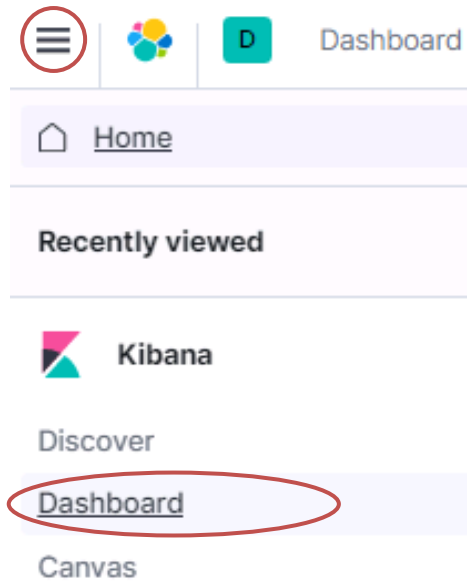 D Dashboard
Home
Recently viewed
Kibana
Discover
Dashboard
Canvas